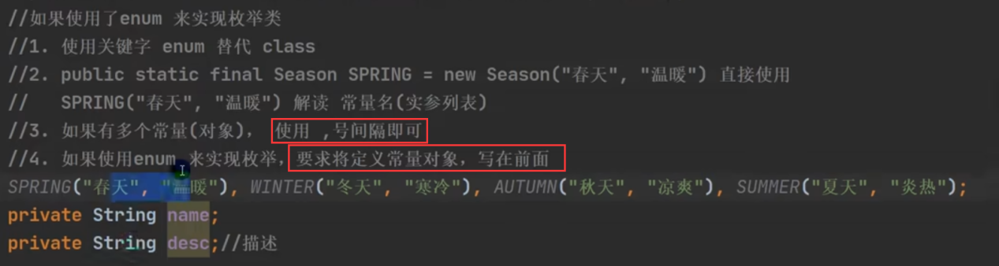 //如果使用了enum 来实现枚举类
//1. 使用关键字 enum 替代 class
//2. public static final Season SPRING = new Season("春天", "温暖") 直接使用
//   SPRING("春天", "温暖") 解读 常量名(实参列表)
//3. 如果有多个常量(对象)， 使用 ,号间隔即可
//4. 如果使用enum 来实现枚举，要求将定义常量对象，写在前面
SPRING("春天", "温暖"), WINTER("冬天", "寒冷"), AUTUMN("秋天", "凉爽"), SUMMER("夏天", "炎热");
private String name;
private String desc;//描述